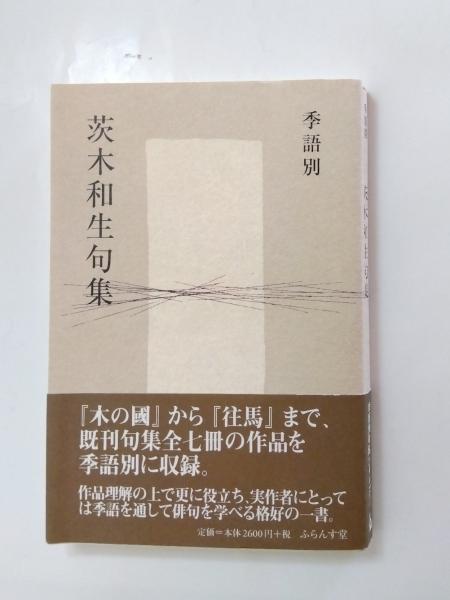 季語別
茨木和生句集
『木の國』から『往馬』まで、
既刊句集全七冊の作品を
季語別に収録。
作品理解の上で更に役立ち、実作者にとって
は季語を通して俳句を学べる格好の一書。
定価=本体2600円+税 ふらんす堂